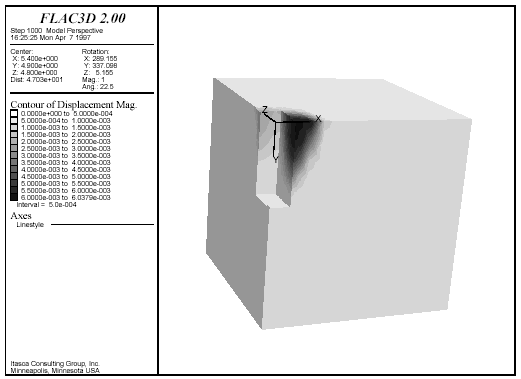 FLAC3D 2.00
Step 1000 Model Perspective
16:25:25 Mon Apr 7 1997
Center:
X: 5.400e+000
Y: 4.900e+000
Z: 4.800e+000
Dist: 4.703e+001
Rotation:
X: 289.155
Y: 337.098
Z: 5.155
Mag.: 1
Ang.: 22.5
Contour of Displacement Mag.
0.0000e+000 to 5.0000e-004
5.0000e-004 to 1.0000e-003
1.0000e-003 to 1.5000e-003
1.5000e-003 to 2.0000e-003
2.0000e-003 to 2.5000e-003
2.5000e-003 to 3.0000e-003
3.0000e-003 to 3.5000e-003
3.5000e-003 to 4.0000e-003
4.0000e-003 to 4.5000e-003
4.5000e-003 to 5.0000e-003
5.0000e-003 to 5.5000e-003
5.5000e-003 to 6.0000e-003
6.0000e-003 to 6.0379e-003
Interval = 5.0e-004
Axes
Linestyle
Z
X
Y
Itasca Consulting Group, Inc.
Minneapolis, Minnesota USA